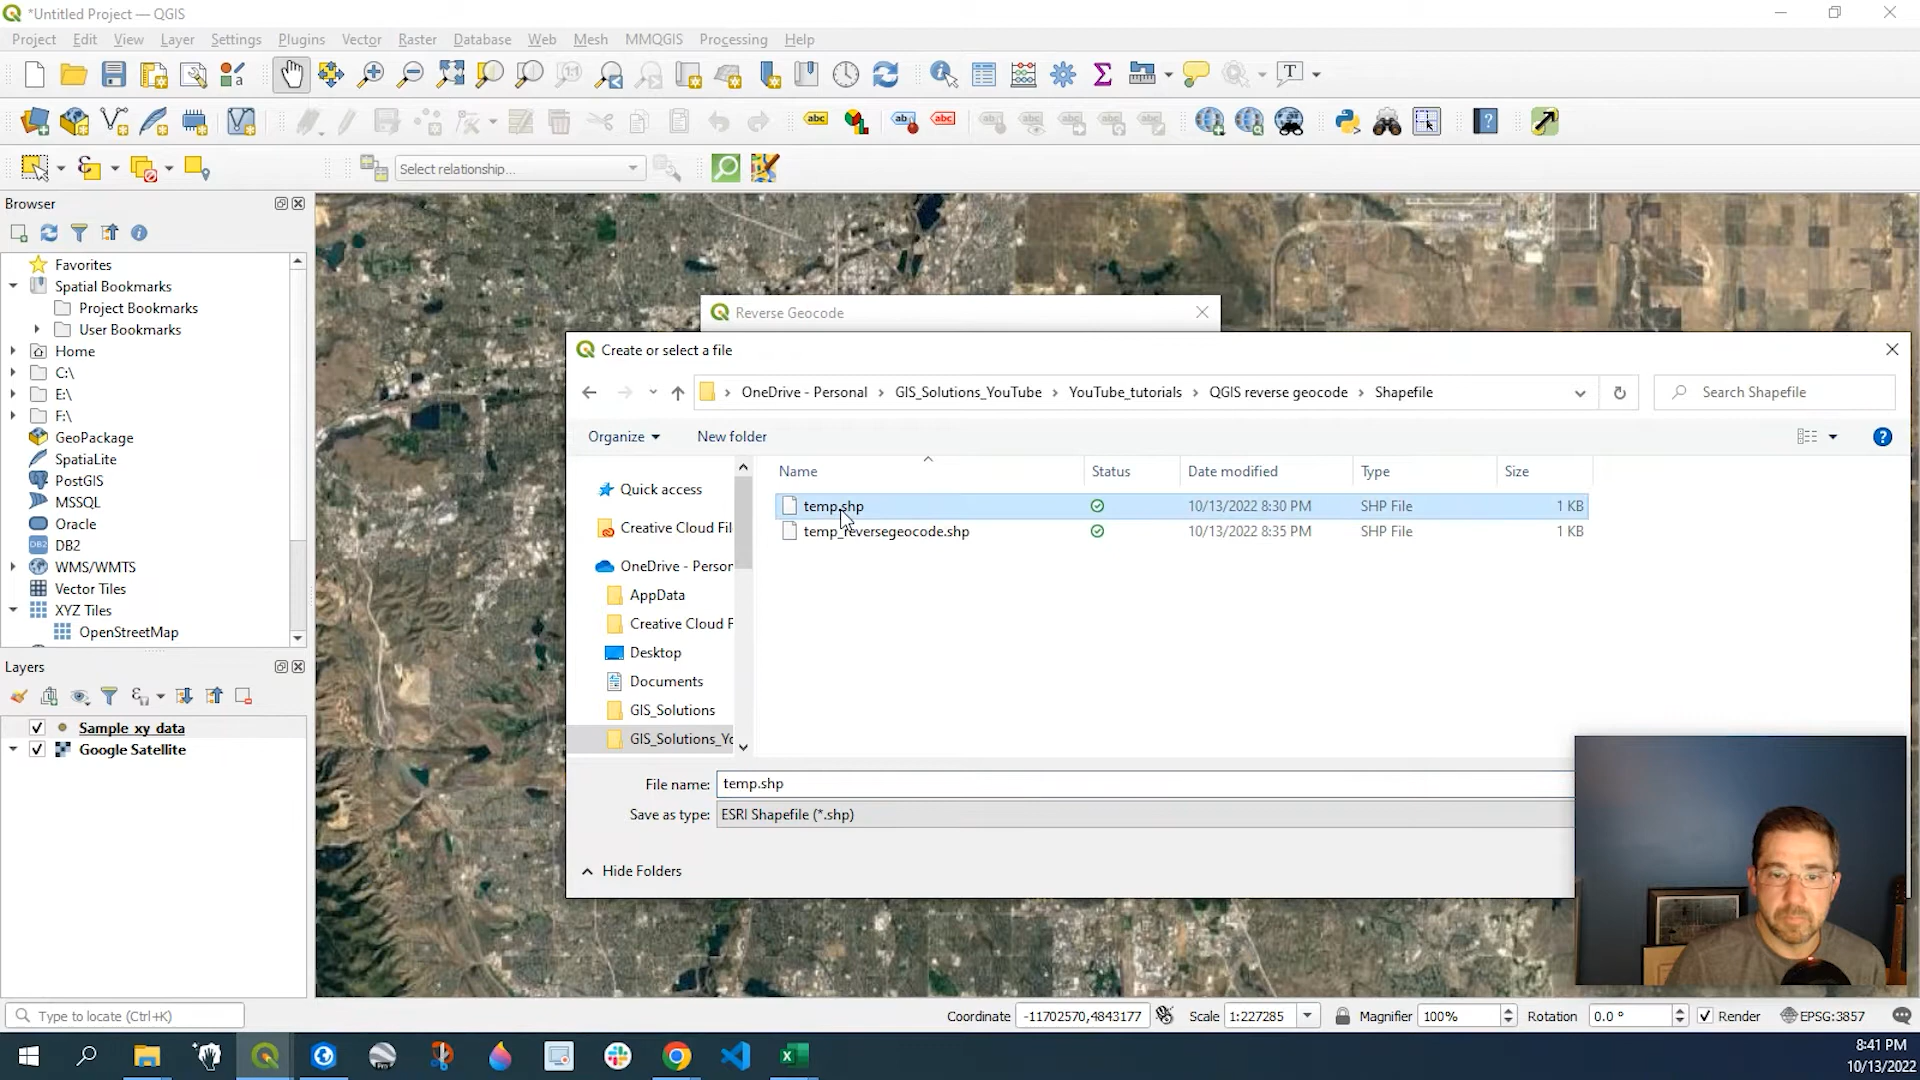 *Untitled Project — QGIS
Project Edit View Layer Settings Plugins Vector Raster Database Web Mesh MMQGIS Processing Help
Select relationship...
Browser
Favorites
Spatial Bookmarks
Project Bookmarks
User Bookmarks
Home
C:\
E:\
F:\
GeoPackage
SpatiaLite
PostGIS
MSSQL
Oracle
DB2
WMS/WMTS
Vector Tiles
XYZ Tiles
OpenStreetMap
Layers
Sample xy data
Google Satellite
Reverse Geocode
Create or select a file
OneDrive - Personal › GIS_Solutions_YouTube › YouTube_tutorials › QGIS reverse geocode › Shapefile
Search Shapefile
Organize New folder
Name Status Date modified Type Size
temp.shp 10/13/2022 8:30 PM SHP File 1 KB
temp_reversegeocode.shp 10/13/2022 8:35 PM SHP File 1 KB
Quick access
Creative Cloud Fil
OneDrive - Person
AppData
Creative Cloud F
Desktop
Documents
GIS_Solutions
GIS_Solutions_Yo
File name: temp.shp
Save as type: ESRI Shapefile (*.shp)
Hide Folders
Type to locate (Ctrl+K)
Coordinate -11702570,4843177 Scale 1:227285 Magnifier 100% Rotation 0.0 ° Render EPSG:3857
8:41 PM
10/13/2022